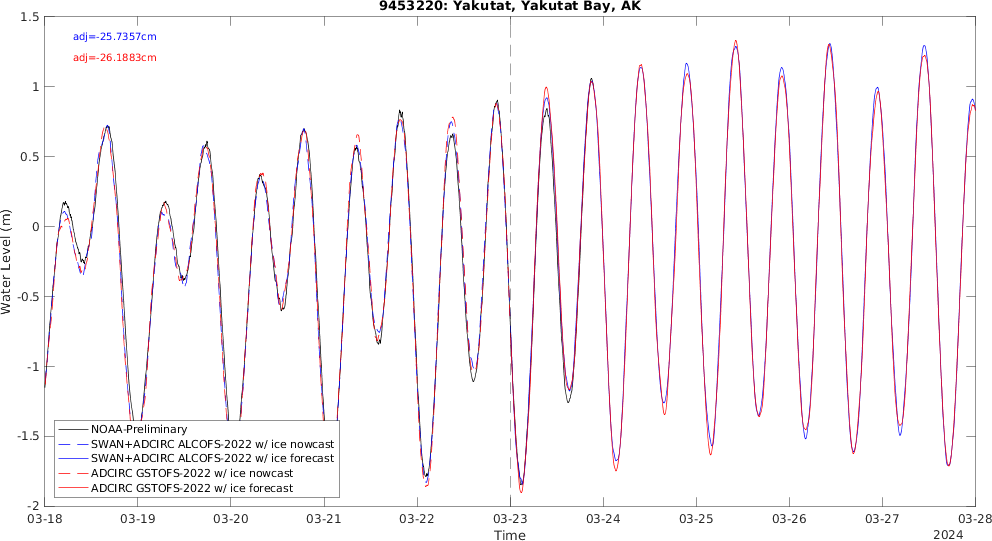 9453220: Yakutat, Yakutat Bay, AK
adj=-25.7357cm
adj=-26.1883cm
1.5
1
0.5
0
-0.5
-1
-1.5
-2
Water Level (m)
NOAA-Preliminary
SWAN+ADCIRC ALCOFS-2022 w/ ice nowcast
SWAN+ADCIRC ALCOFS-2022 w/ ice forecast
ADCIRC GSTOFS-2022 w/ ice nowcast
ADCIRC GSTOFS-2022 w/ ice forecast
03-18 03-19 03-20 03-21 03-22 03-23 03-24 03-25 03-26 03-27 03-28
Time
2024